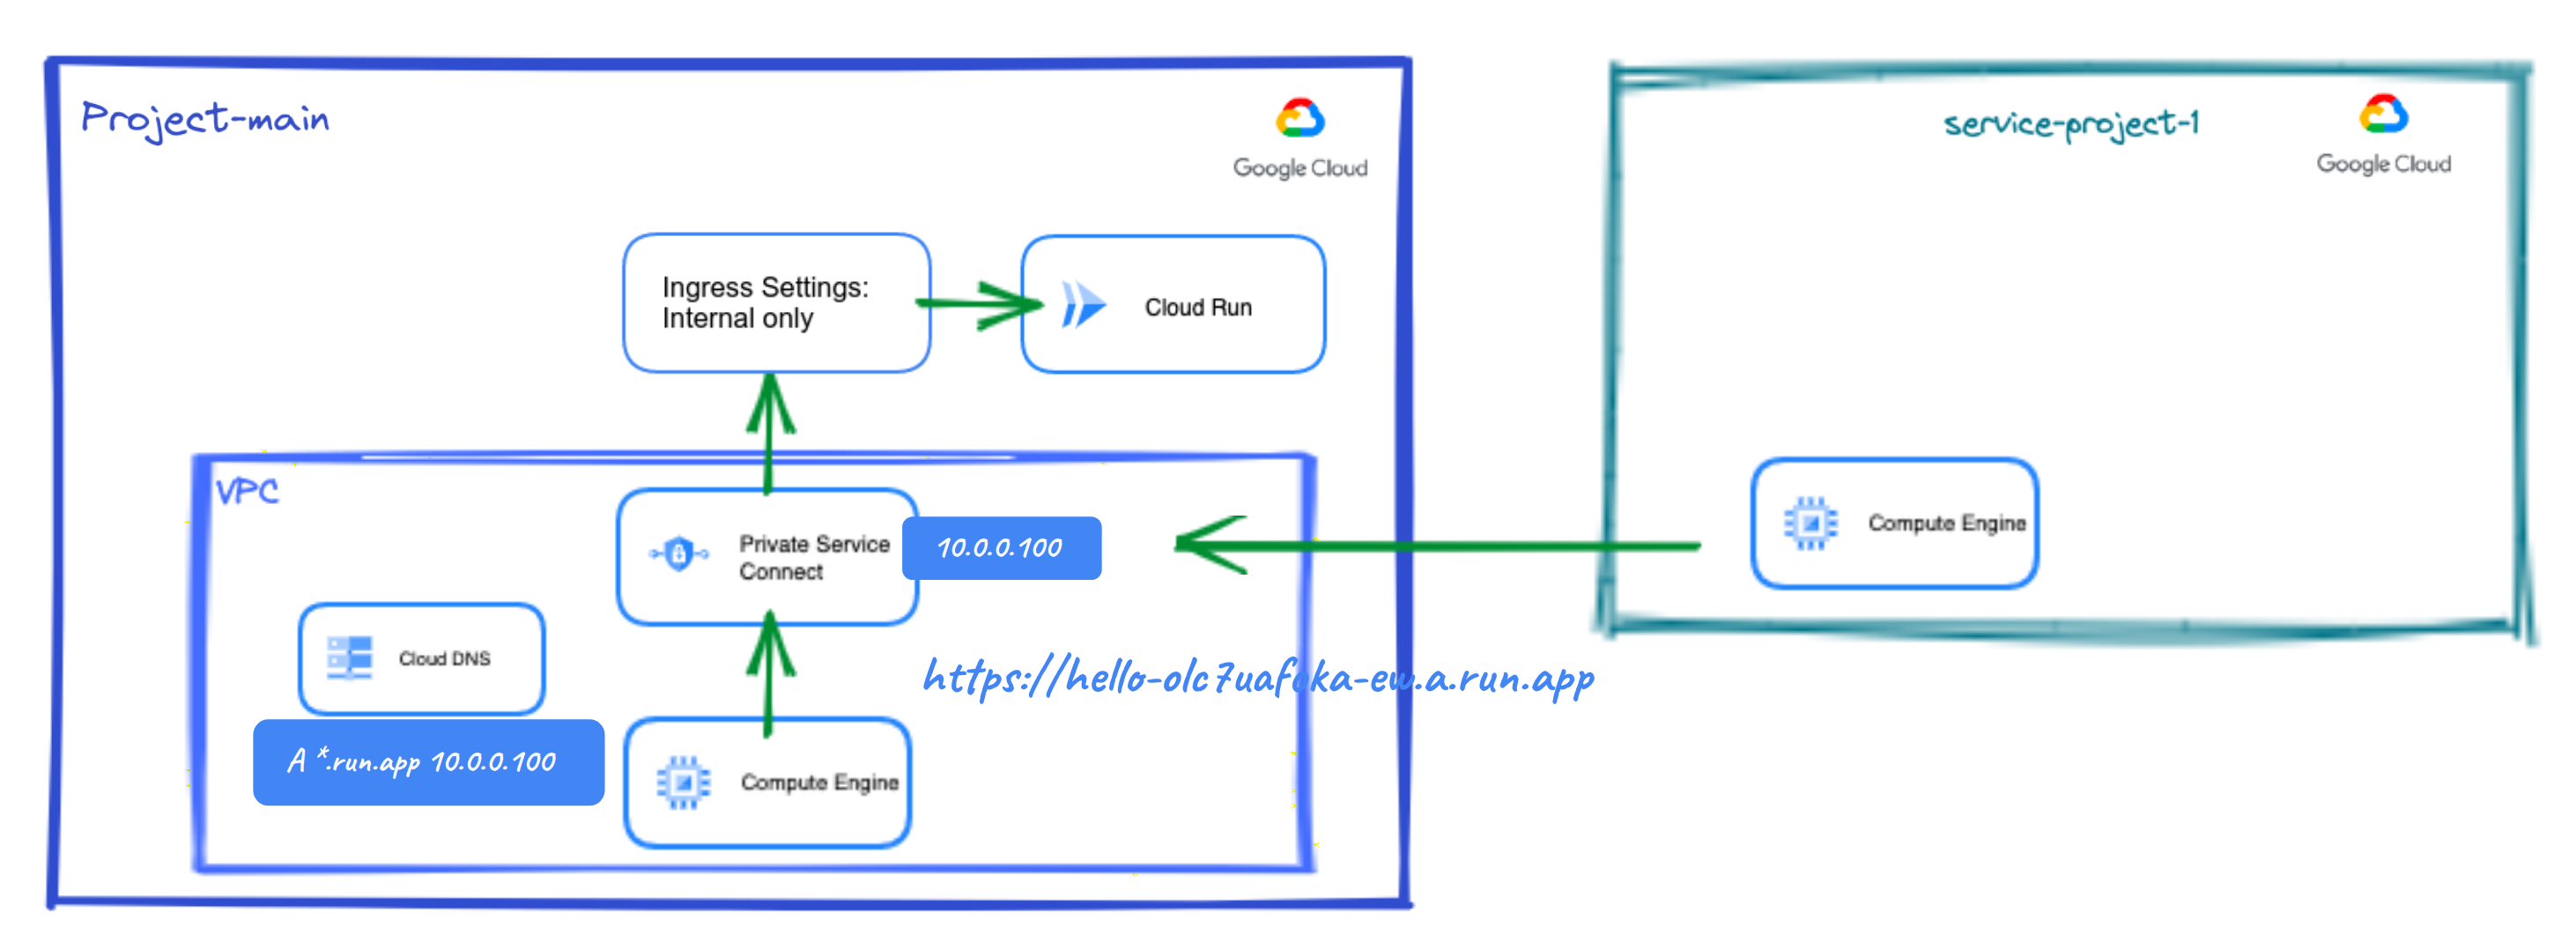 Project-main
Google Cloud
service-project-1
Google Cloud
Ingress Settings:
Internal only
Cloud Run
VPC
Private Service
Connect
10.0.0.100
Compute Engine
Cloud DNS
https://hello-olc7uafoka-ew.a.run.app
A *.run.app 10.0.0.100
Compute Engine